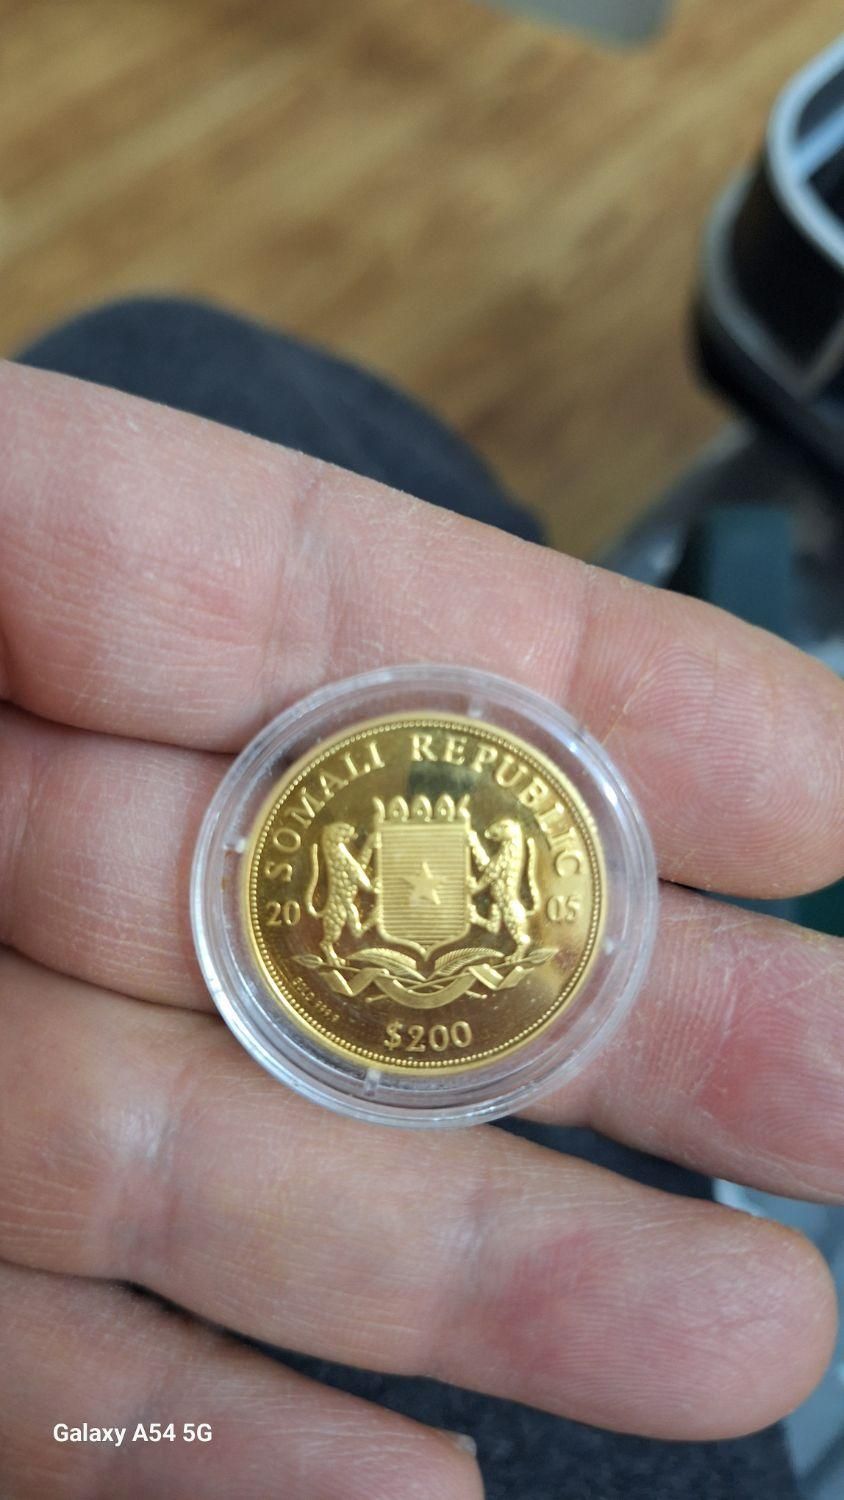 SOMALI REPUBLIC
20 05
$200
Galaxy A54 5G